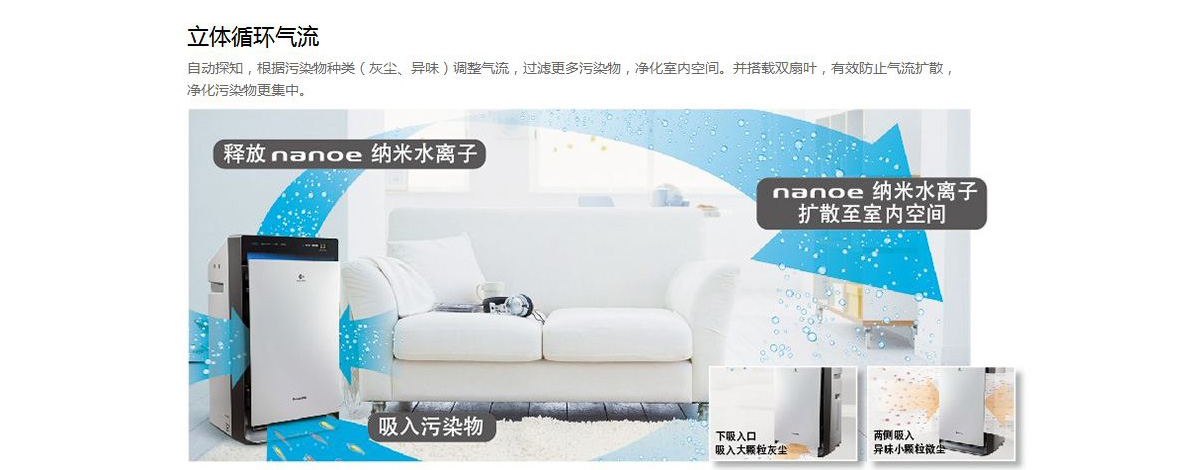 立体循环气流
自动探知，根据污染物种类（灰尘、异味）调整气流，过滤更多污染物，净化室内空间。并搭载双扇叶，有效防止气流扩散，
净化污染物更集中。
释放 nanoe 纳米水离子
nanoe 纳米水离子
扩散至室内空间
吸入污染物
下吸入口
吸入大颗粒灰尘
两侧吸入
异味小颗粒微尘